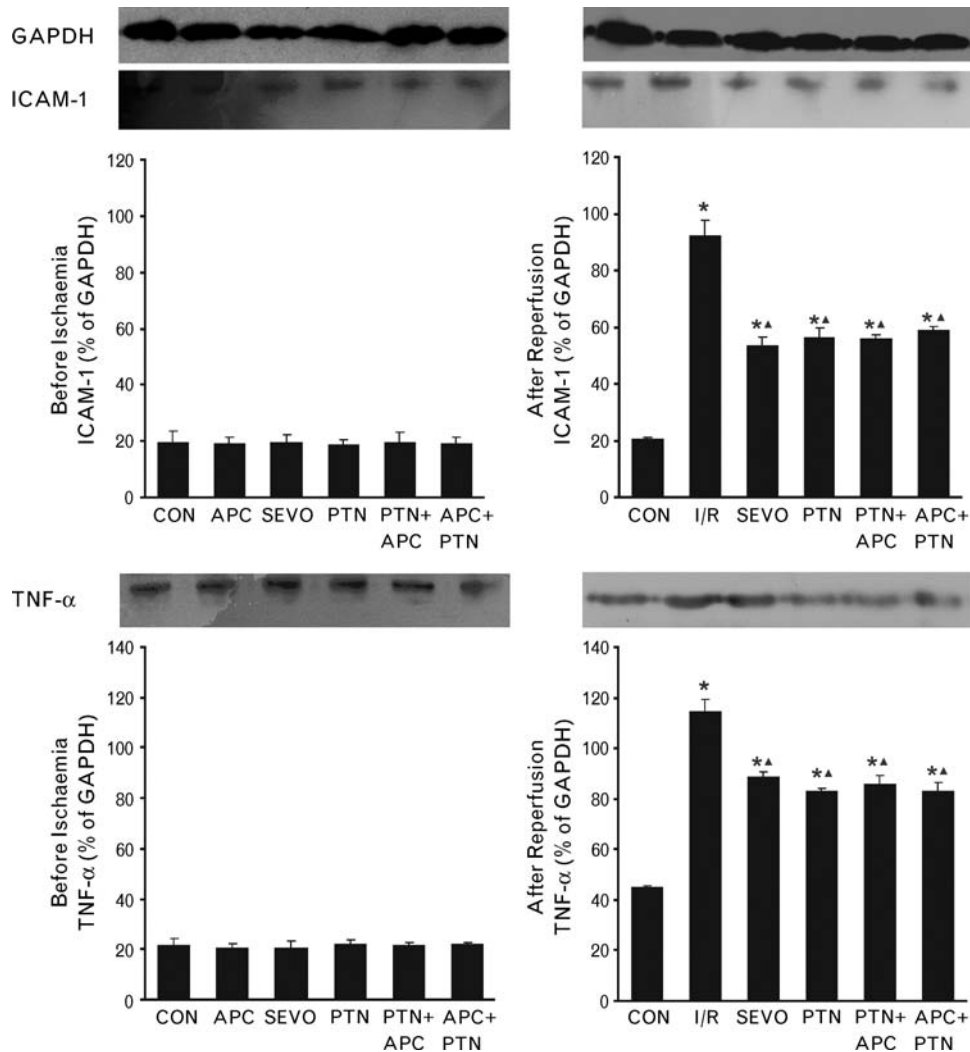 GAPDH
ICAM-1
Before Ischaemia
ICAM-1 (% of GAPDH)
120
100
80
60
40
20
0
CON APC SEVO PTN PTN+ APC+
APC PTN
After Reperfusion
ICAM-1 (% of GAPDH)
120
100
80
60
40
20
0
*
*▲ *▲ *▲ *▲
CON I/R SEVO PTN PTN+ APC+
APC PTN
TNF-α
Before Ischaemia
TNF-α (% of GAPDH)
140
120
100
80
60
40
20
0
CON APC SEVO PTN PTN+ APC+
APC PTN
After Reperfusion
TNF-α (% of GAPDH)
140
120
100
80
60
40
20
0
*
*▲ *▲ *▲ *▲
CON I/R SEVO PTN PTN+ APC+
APC PTN